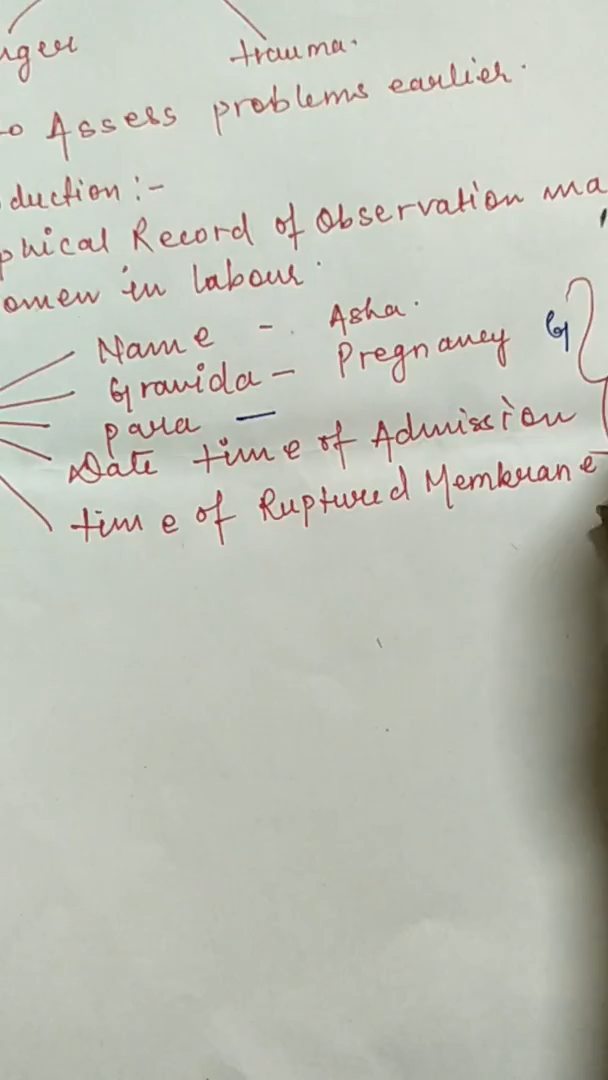 trauma.
to Assess problems earlier.
duction :-
phical Record of Observation ma
omen in labour.
Name - Asha.
Gravida - Pregnancy G
para -
Date time of Admission
time of Ruptured Membrane